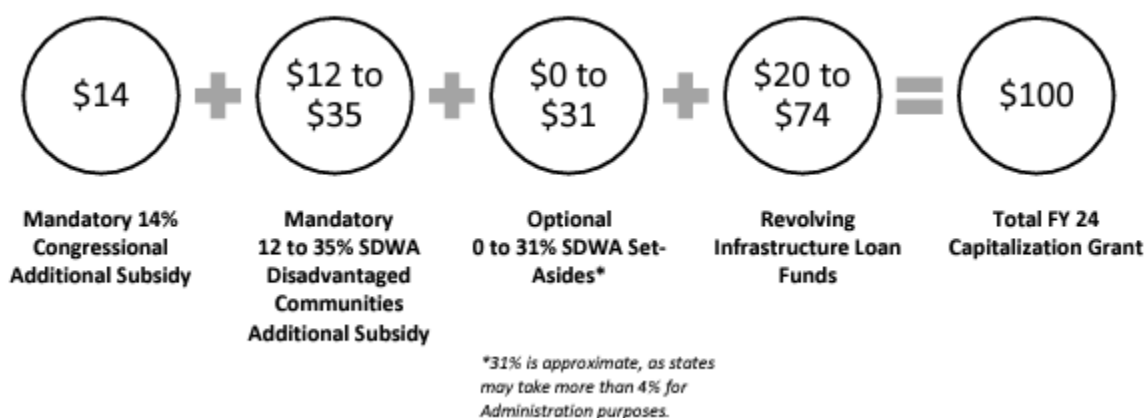 $14
$12 to
$35
$0 to
$31
$20 to
$74
$100
Mandatory 14%
Congressional
Additional Subsidy
Mandatory
12 to 35% SDWA
Disadvantaged
Communities
Additional Subsidy
Optional
0 to 31% SDWA Set-
Asides*
*31% is approximate, as states
may take more than 4% for
Administration purposes.
Revolving
Infrastructure Loan
Funds
Total FY 24
Capitalization Grant